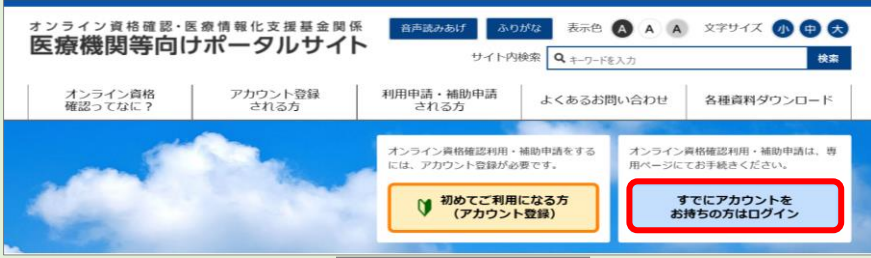 オンライン資格確認・医療情報化支援基金関係
医療機関等向けポータルサイト
音声読みあげ ふりがな 表示色 A A A 文字サイズ 小 中 大
サイト内検索 キーワードを入力 検索
オンライン資格
確認ってなに?
アカウント登録
される方
利用申請・補助申請
される方
よくあるお問い合わせ
各種資料ダウンロード
オンライン資格確認利用・補助申請をする
には、アカウント登録が必要です。
初めてご利用になる方
(アカウント登録)
オンライン資格確認利用・補助申請は、専
用ページにてお手続きください。
すでにアカウントを
お持ちの方はログイン